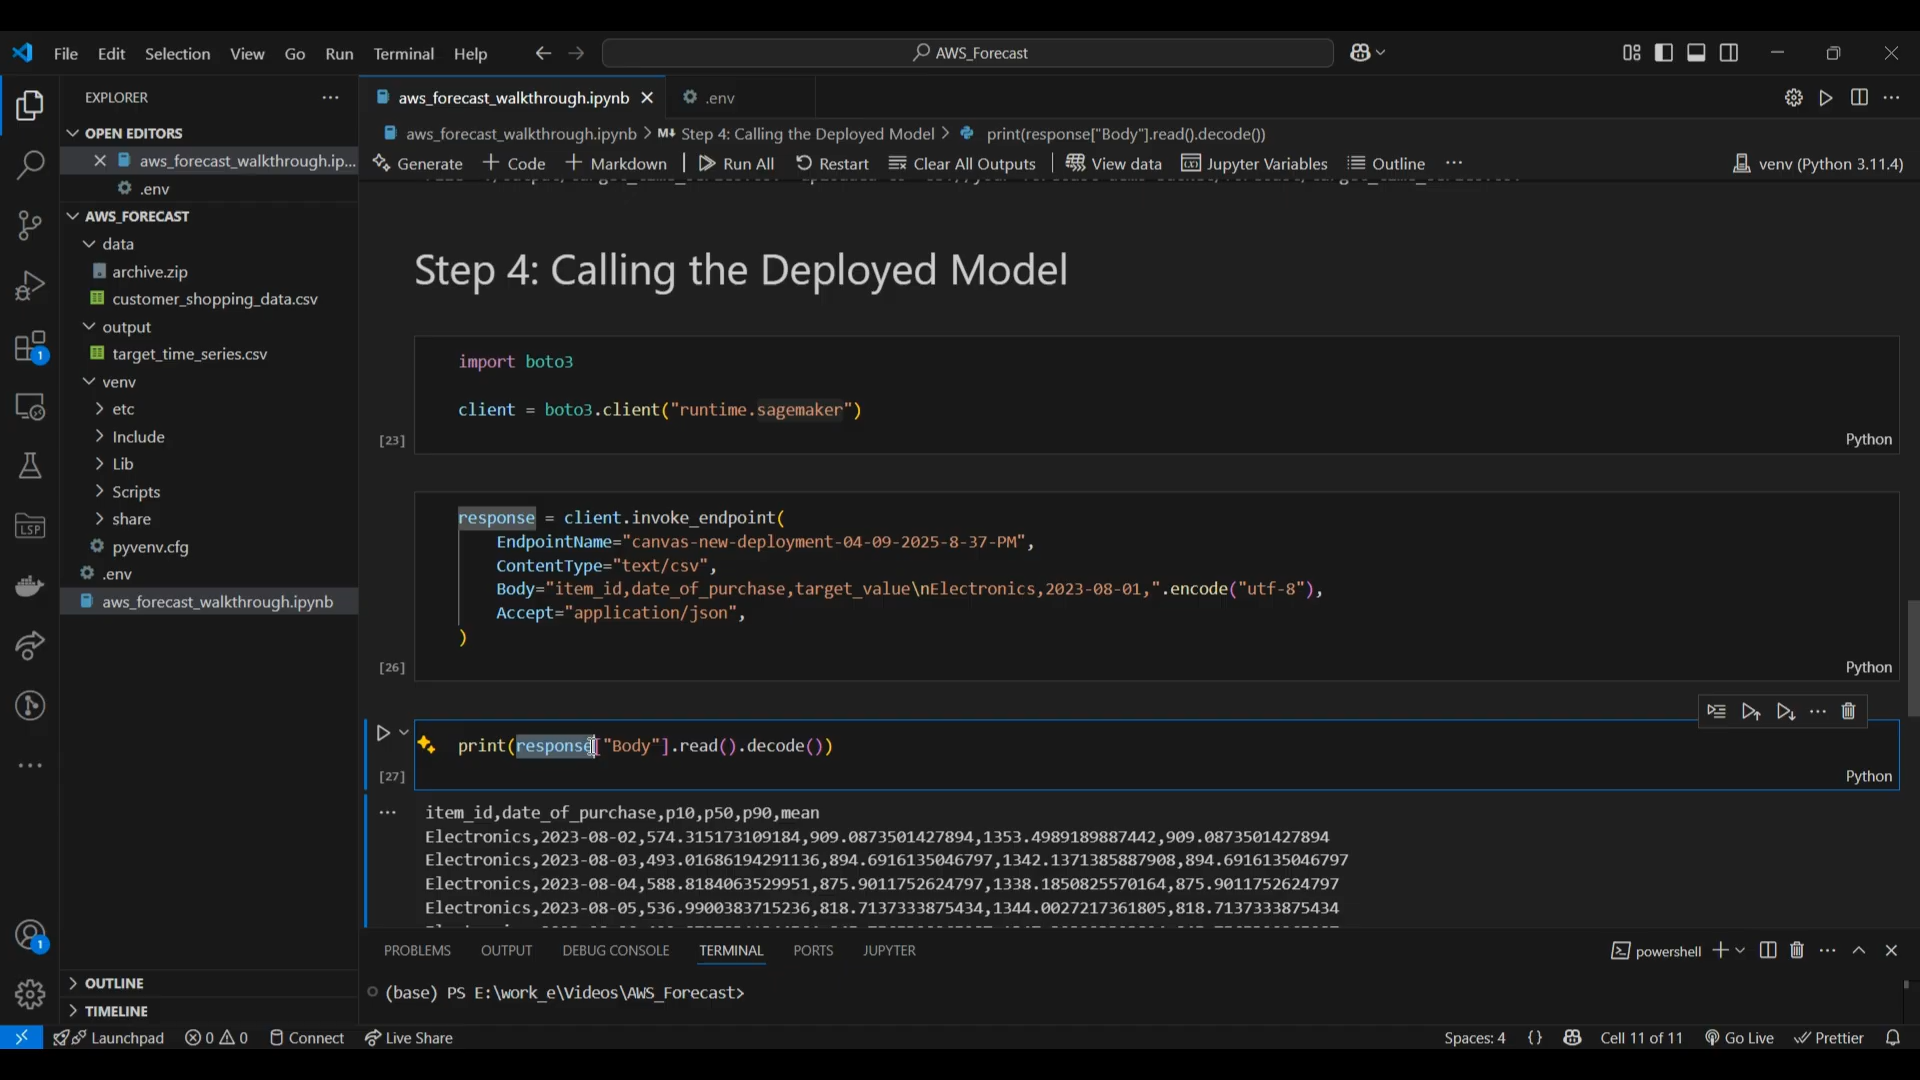 File Edit Selection View Go Run Terminal Help
AWS_Forecast
EXPLORER
OPEN EDITORS
aws_forecast_walkthrough.ip...
.env
AWS_FORECAST
data
archive.zip
customer_shopping_data.csv
output
target_time_series.csv
venv
etc
Include
Lib
Scripts
share
pyvenv.cfg
.env
aws_forecast_walkthrough.ipynb
OUTLINE
TIMELINE
aws_forecast_walkthrough.ipynb
.env
aws_forecast_walkthrough.ipynb > M↓ Step 4: Calling the Deployed Model > print(response["Body"].read().decode())
Generate + Code + Markdown | Run All Restart Clear All Outputs | View data Jupyter Variables Outline ...
venv (Python 3.11.4)
Step 4: Calling the Deployed Model
import boto3
client = boto3.client("runtime.sagemaker")
[23]
Python
response = client.invoke_endpoint(
EndpointName="canvas-new-deployment-04-09-2025-8-37-PM",
ContentType="text/csv",
Body="item_id,date_of_purchase,target_value\nElectronics,2023-08-01,".encode("utf-8"),
Accept="application/json",
)
[26]
Python
print(response["Body"].read().decode())
[27]
Python
item_id,date_of_purchase,p10,p50,p90,mean
Electronics,2023-08-02,574.315173109184,909.0873501427894,1353.4989189887442,909.0873501427894
Electronics,2023-08-03,493.01686194291136,894.6916135046797,1342.1371385887908,894.6916135046797
Electronics,2023-08-04,588.8184063529951,875.9011752624797,1338.1850825570164,875.9011752624797
Electronics,2023-08-05,536.9900383715236,818.7137333875434,1344.0027217361805,818.7137333875434
PROBLEMS OUTPUT DEBUG CONSOLE TERMINAL PORTS JUPYTER
powershell
(base) PS E:\work_e\Videos\AWS_Forecast>
LSP
1
1
Launchpad 0 0 Connect Live Share
Spaces: 4 {} Cell 11 of 11 Go Live Prettier